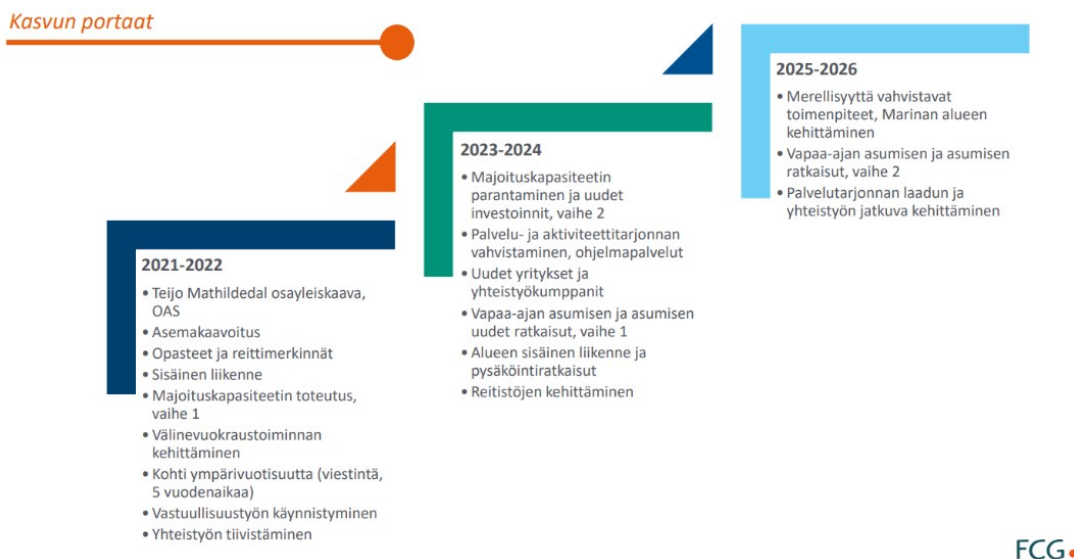 Kasvun portaat
2021-2022
• Teijo Mathildedal osayleiskaava,
OAS
• Asemakaavoitus
• Opasteet ja reittimerkinnät
• Sisäinen liikenne
• Majoituskapasiteetin toteutus,
vaihe 1
• Välinevuokraustoiminnan
kehittäminen
• Kohti ympärivuotisuutta (viestintä,
5 vuodenaikaa)
• Vastuullisuustyön käynnistyminen
• Yhteistyön tiivistäminen
2023-2024
• Majoituskapasiteetin
parantaminen ja uudet
investoinnit, vaihe 2
• Palvelu- ja aktiviteettitarjonnan
vahvistaminen, ohjelmapalvelut
• Uudet yritykset ja
yhteistyökumppanit
• Vapaa-ajan asumisen ja asumisen
uudet ratkaisut, vaihe 1
• Alueen sisäinen liikenne ja
pysäköintiratkaisut
• Reitistöjen kehittäminen
2025-2026
• Merellisyyttä vahvistavat
toimenpiteet, Marinan alueen
kehittäminen
• Vapaa-ajan asumisen ja asumisen
ratkaisut, vaihe 2
• Palvelutarjonnan laadun ja
yhteistyön jatkuva kehittäminen
FCG